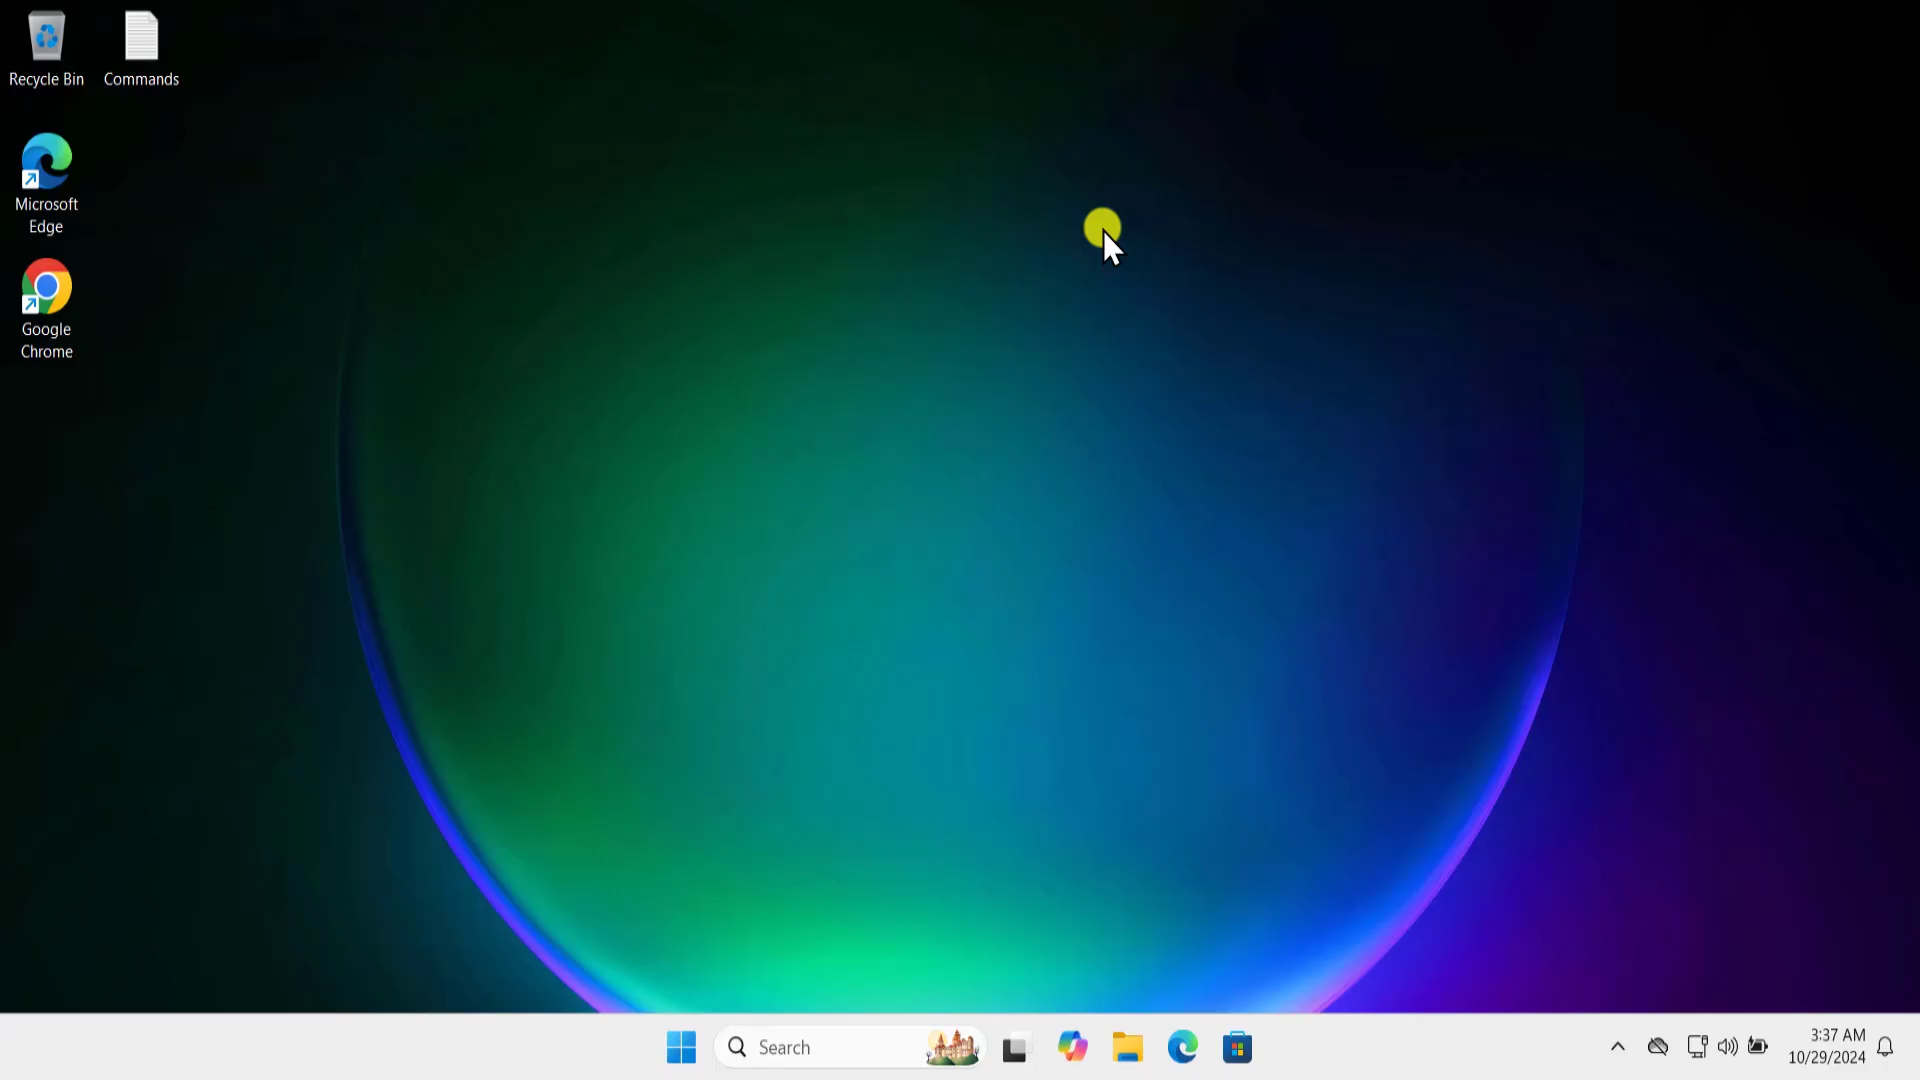 Recycle Bin
Commands
Microsoft
Edge
Google
Chrome
Search
3:37 AM
10/29/2024